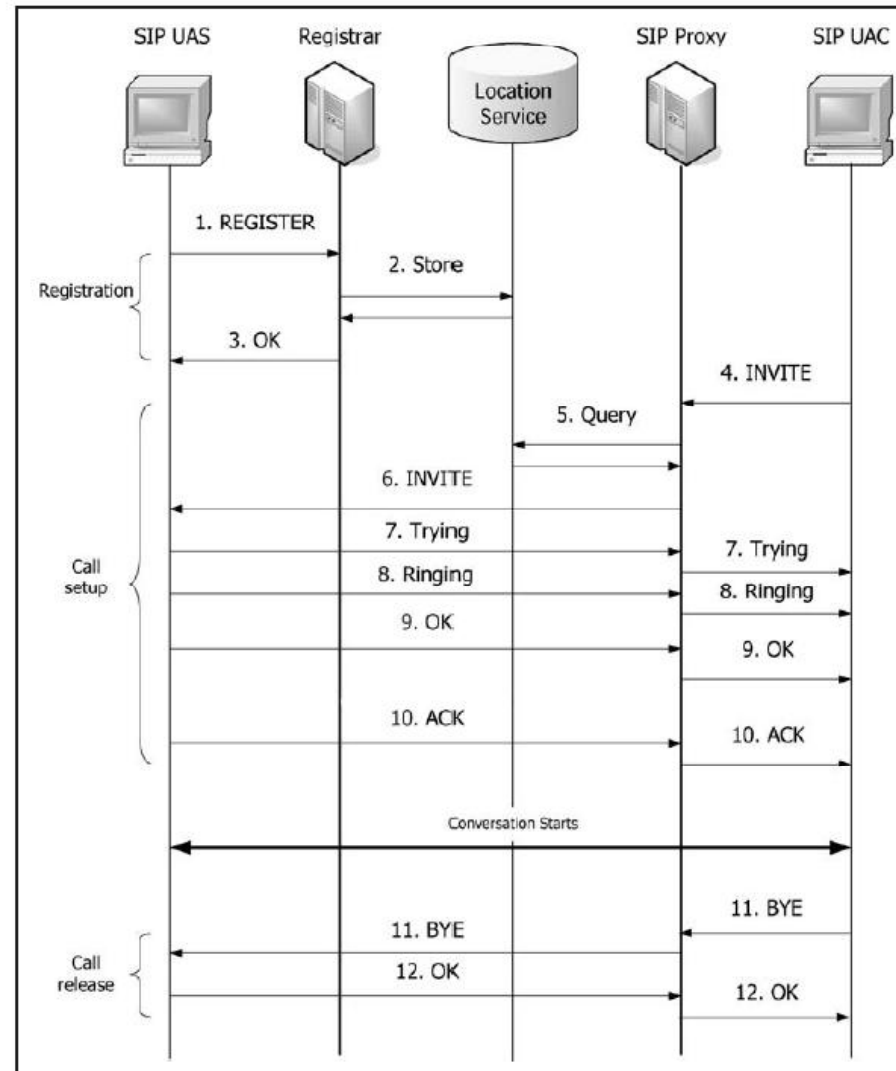 SIP UAS
Registrar
Location
Service
SIP Proxy
SIP UAC
1. REGISTER
2. Store
Registration
3. OK
4. INVITE
5. Query
6. INVITE
7. Trying
7. Trying
Call
setup
8. Ringing
8. Ringing
9. OK
9. OK
10. ACK
10. ACK
Conversation Starts
11. BYE
11. BYE
Call
release
12. OK
12. OK